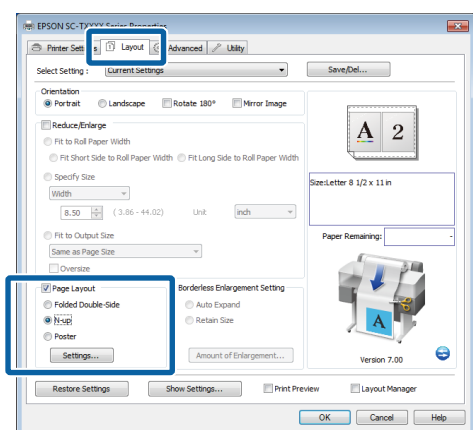 EPSON SC-TXXXX Series Properties
Printer Settings Layout Advanced Utility
Select Setting : Current Settings Save/Del...
Orientation
Portrait Landscape Rotate 180° Mirror Image
Reduce/Enlarge
Fit to Roll Paper Width
Fit Short Side to Roll Paper Width Fit Long Side to Roll Paper Width
Specify Size
Width
8.50 ( 3.86 - 44.02) Unit inch
Fit to Output Size
Same as Page Size
Oversize
A 2
Size:Letter 8 1/2 x 11 in
Paper Remaining: -
Page Layout Borderless Enlargement Setting
Folded Double-Side Auto Expand
N-up Retain Size
Poster
Settings... Amount of Enlargement...
A
Version 7.00
Restore Settings Show Settings... Print Preview Layout Manager
OK Cancel Help